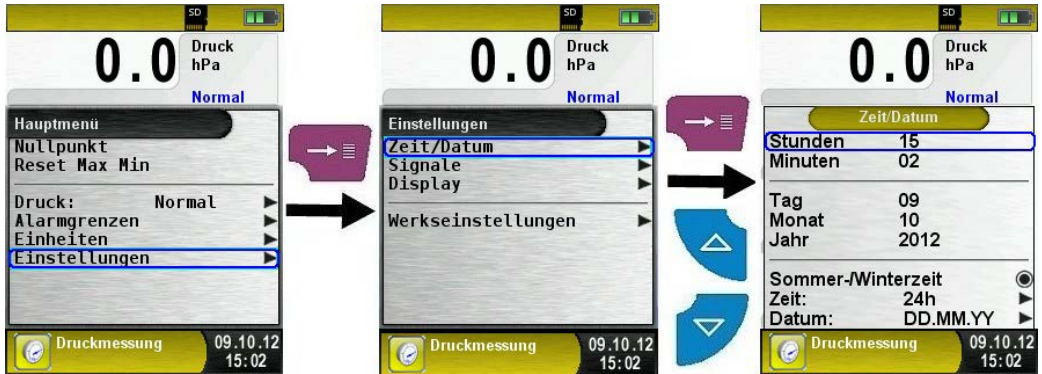 SD
0.0
Druck
hPa
Normal
Hauptmenü
Nullpunkt
Reset Max Min
Druck: Normal
Alarmgrenzen
Einheiten
Einstellungen
Druckmessung
09.10.12
15:02
SD
0.0
Druck
hPa
Normal
Einstellungen
Zeit/Datum
Signale
Display
Werkseinstellungen
Druckmessung
09.10.12
15:02
SD
0.0
Druck
hPa
Normal
Zeit/Datum
Stunden 15
Minuten 02
Tag 09
Monat 10
Jahr 2012
Sommer-/Winterzeit
Zeit: 24h
Datum: DD.MM.YY
Druckmessung
09.10.12
15:02